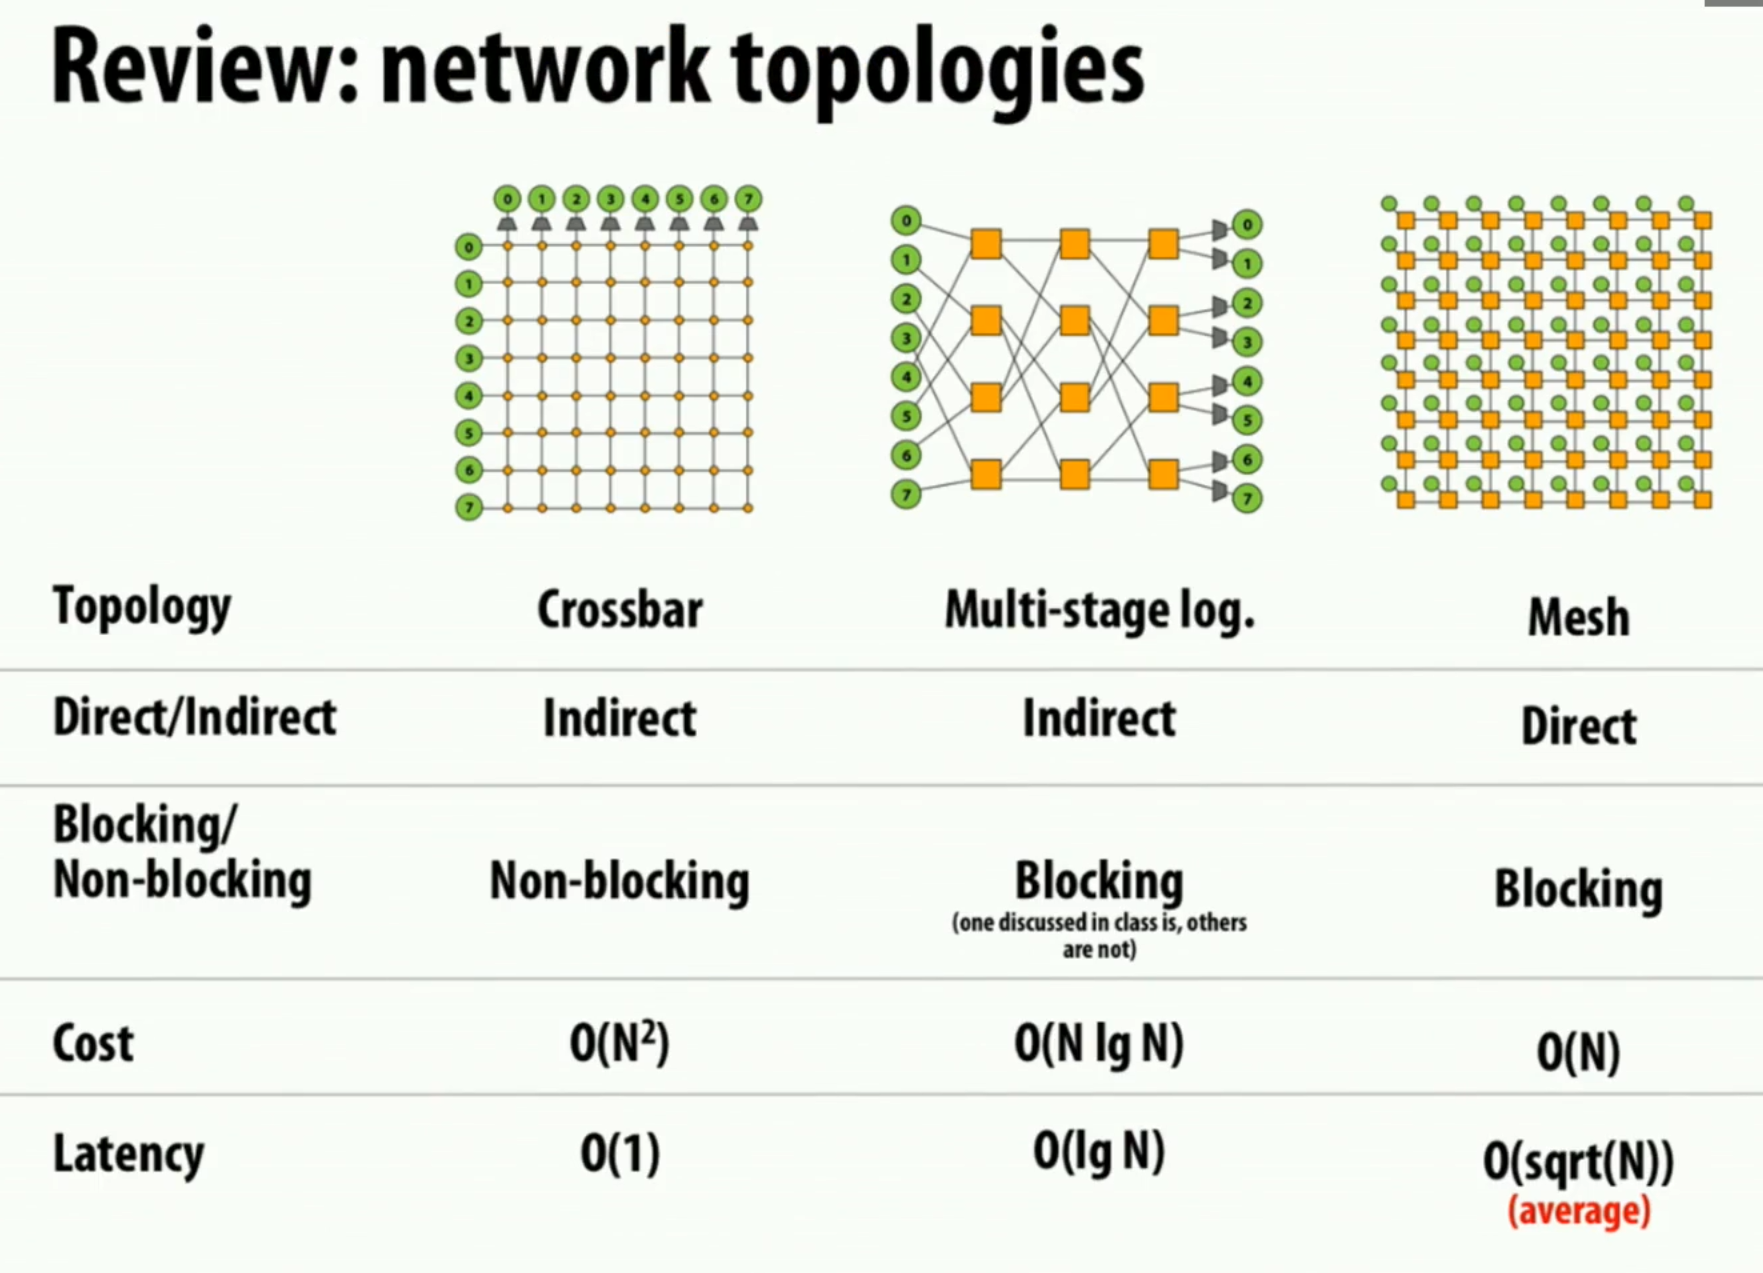 Review: network topologies
0 1 2 3 4 5 6 7
0
1
2
3
4
5
6
7
0
1
2
3
4
5
6
7
0
1
2
3
4
5
6
7
Topology Crossbar Multi-stage log. Mesh
Direct/Indirect Indirect Indirect Direct
Blocking/
Non-blocking Non-blocking Blocking Blocking
(one discussed in class is, others
are not)
Cost O(N²) O(N lg N) O(N)
Latency O(1) O(lg N) O(sqrt(N))
(average)